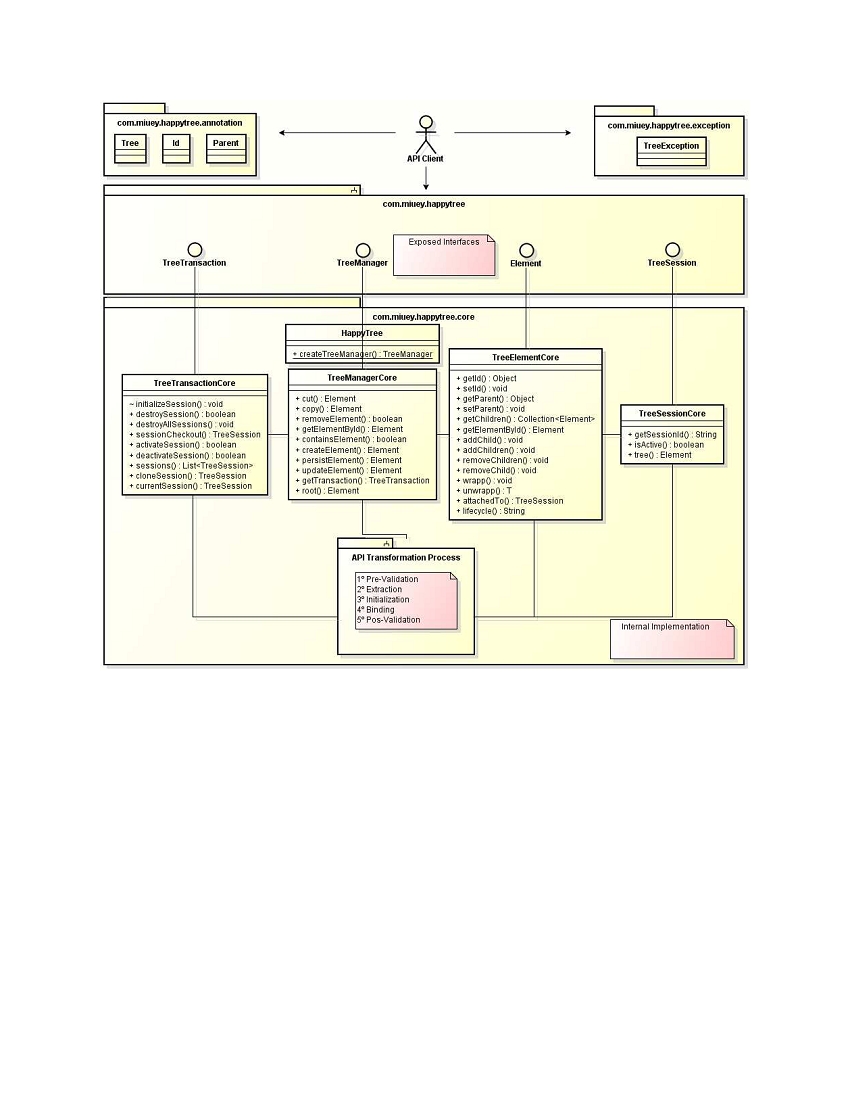 com.miuey.happytree.annotation
Tree
Id
Parent
API Client
com.miuey.happytree.exception
TreeException
com.miuey.happytree
Exposed Interfaces
TreeTransaction
TreeManager
Element
TreeSession
com.miuey.happytree.core
HappyTree
+ createTreeManager() : TreeManager
TreeTransactionCore
~ initializeSession() : void
+ destroySession() : boolean
+ destroyAllSessions() : void
+ sessionCheckout() : TreeSession
+ activateSession() : boolean
+ deactivateSession() : boolean
+ sessions() : List<TreeSession>
+ cloneSession() : TreeSession
+ currentSession() : TreeSession
TreeManagerCore
+ cut() : Element
+ copy() : Element
+ removeElement() : boolean
+ getElementById() : Element
+ containsElement() : boolean
+ createElement() : Element
+ persistElement() : Element
+ updateElement() : Element
+ getTransaction() : TreeTransaction
+ root() : Element
TreeElementCore
+ getId() : Object
+ setId() : void
+ getParent() : Object
+ setParent() : void
+ getChildren() : Collection<Element>
+ getElementById() : Element
+ addChild() : void
+ addChildren() : void
+ removeChildren() : void
+ removeChild() : void
+ wrapp() : void
+ unwrapp() : T
+ attachedTo() : TreeSession
+ lifecycle() : String
TreeSessionCore
+ getSessionId() : String
+ isActive() : boolean
+ tree() : Element
API Transformation Process
1º Pre-Validation
2º Extraction
3º Initialization
4º Binding
5º Pos-Validation
Internal Implementation